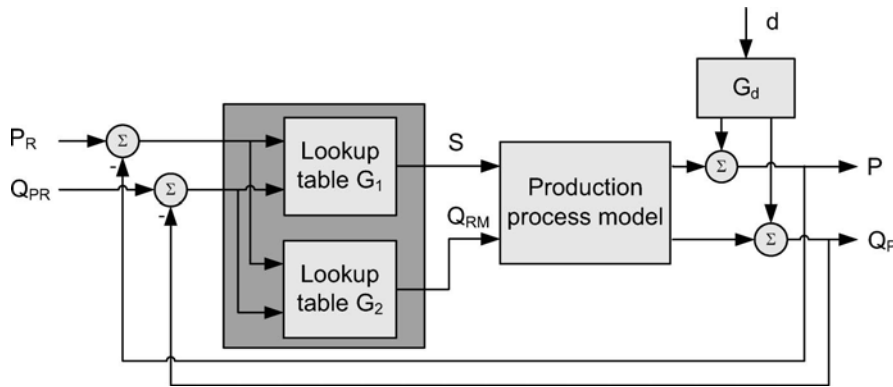 d
G_d
P_R
Σ
Lookup
table G_1
S
Production
process model
Σ
P
Q_PR
Σ
Q_RM
Σ
Q_P
Lookup
table G_2
-
-